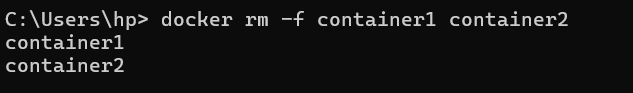 C:\Users\hp> docker rm -f container1 container2
container1
container2